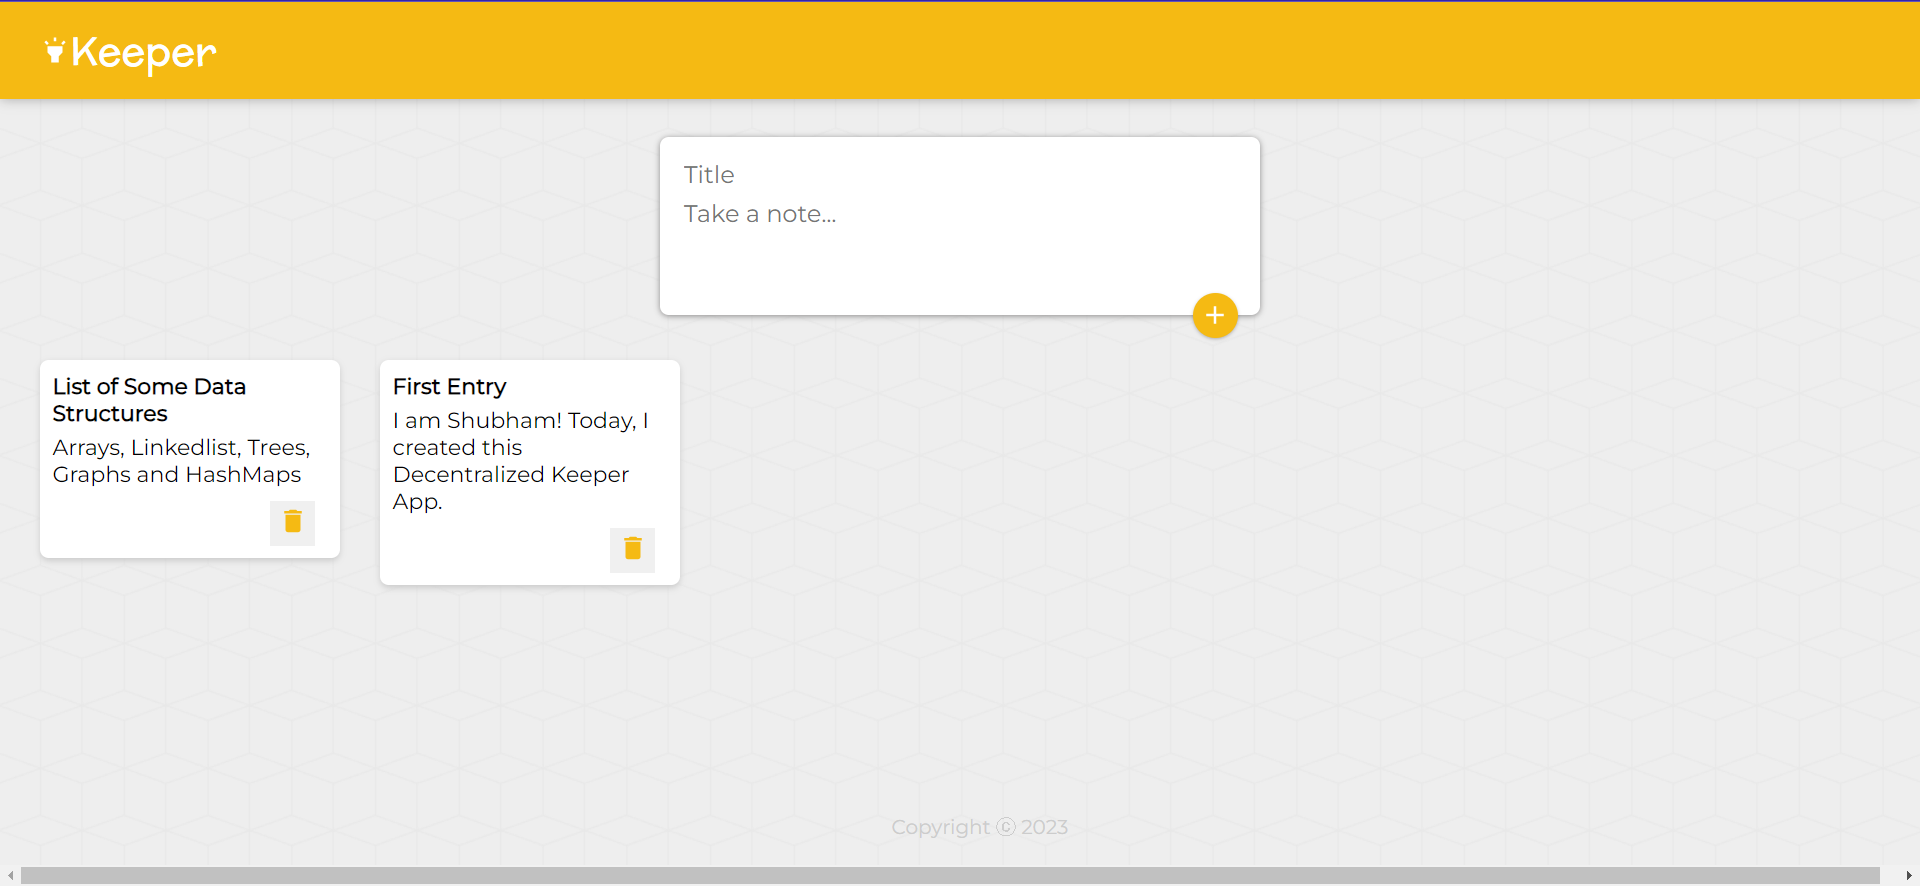 Keeper
Title
Take a note...
List of Some Data
Structures
Arrays, Linkedlist, Trees,
Graphs and HashMaps
First Entry
I am Shubham! Today, I
created this
Decentralized Keeper
App.
Copyright ⓒ 2023